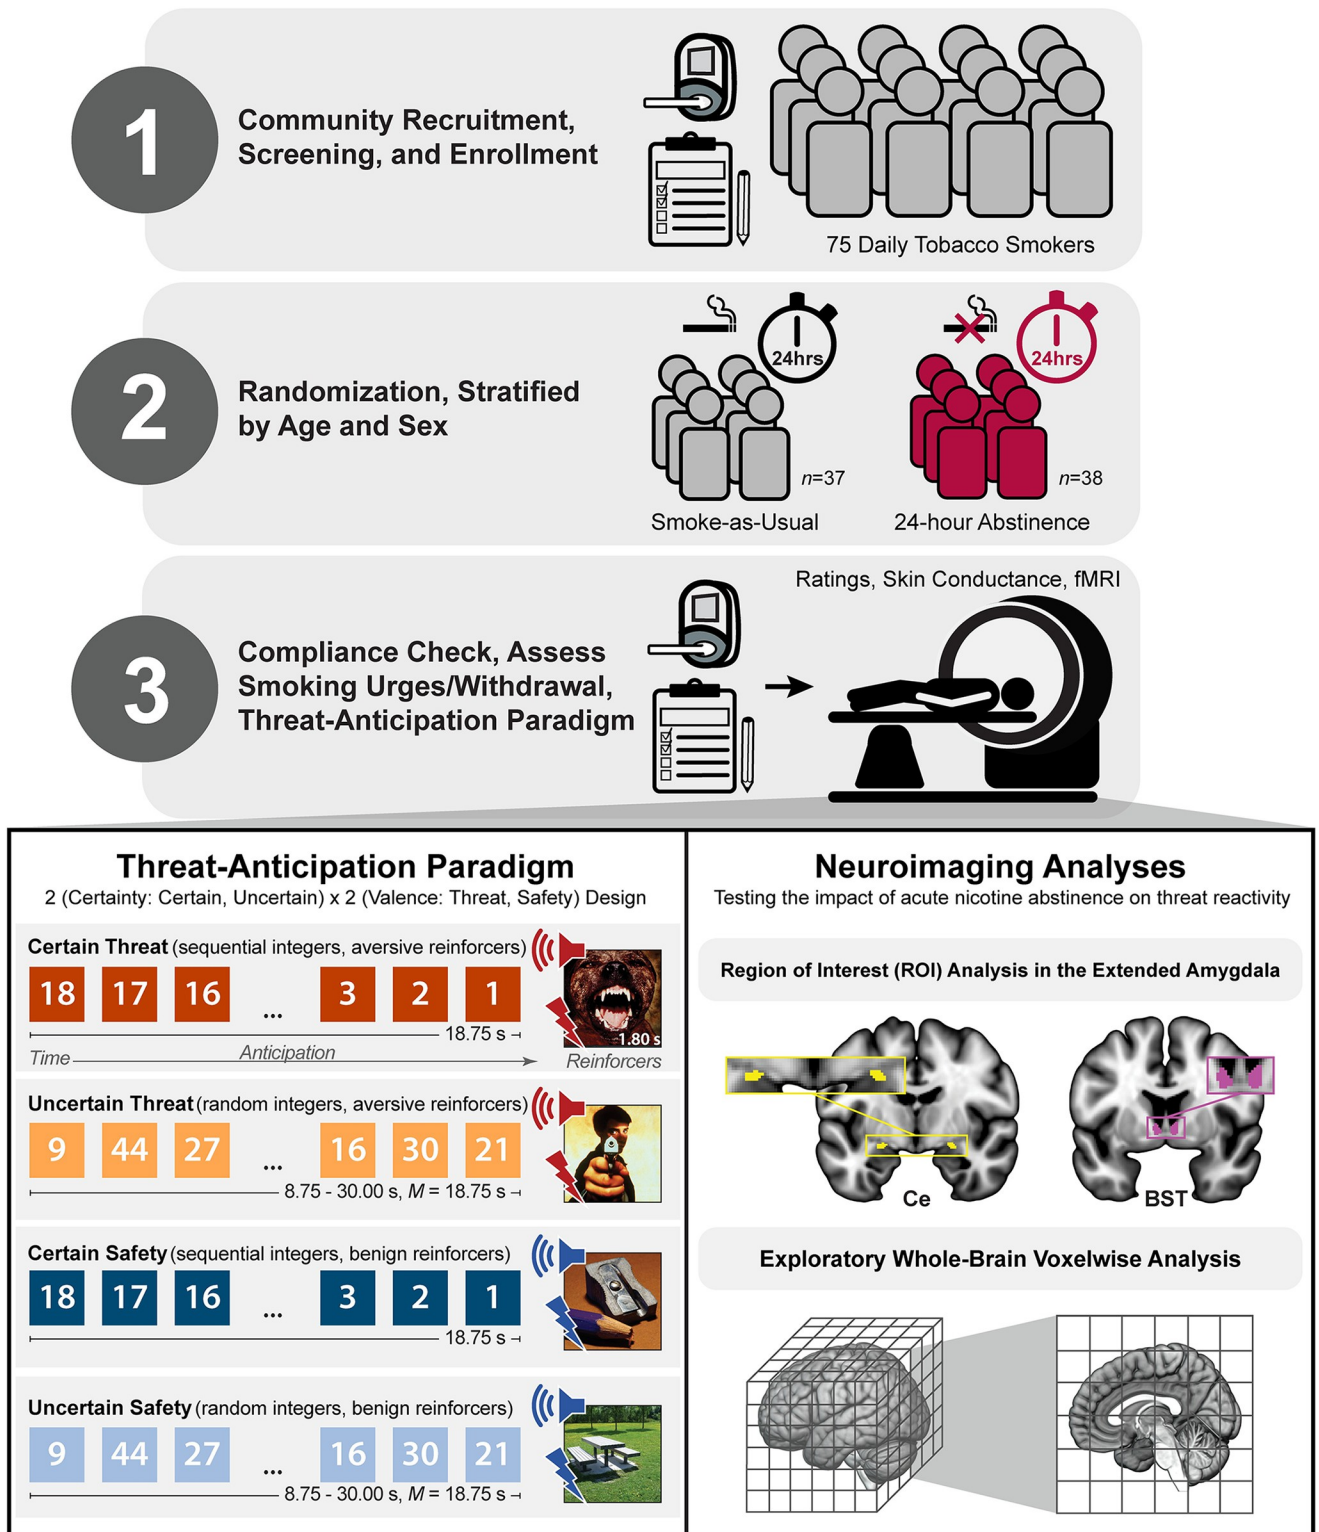 1
Community Recruitment,
Screening, and Enrollment
75 Daily Tobacco Smokers
2
Randomization, Stratified
by Age and Sex
24hrs
24hrs
n=37
n=38
Smoke-as-Usual
24-hour Abstinence
3
Compliance Check, Assess
Smoking Urges/Withdrawal,
Threat-Anticipation Paradigm
Ratings, Skin Conductance, fMRI
Threat-Anticipation Paradigm
2 (Certainty: Certain, Uncertain) x 2 (Valence: Threat, Safety) Design
Certain Threat (sequential integers, aversive reinforcers)
18 17 16 ... 3 2 1
18.75 s
1.80 s
Time
Anticipation
Reinforcers
Uncertain Threat (random integers, aversive reinforcers)
9 44 27 ... 16 30 21
8.75 - 30.00 s, M = 18.75 s
Certain Safety (sequential integers, benign reinforcers)
18 17 16 ... 3 2 1
18.75 s
Uncertain Safety (random integers, benign reinforcers)
9 44 27 ... 16 30 21
8.75 - 30.00 s, M = 18.75 s
Neuroimaging Analyses
Testing the impact of acute nicotine abstinence on threat reactivity
Region of Interest (ROI) Analysis in the Extended Amygdala
Ce
BST
Exploratory Whole-Brain Voxelwise Analysis